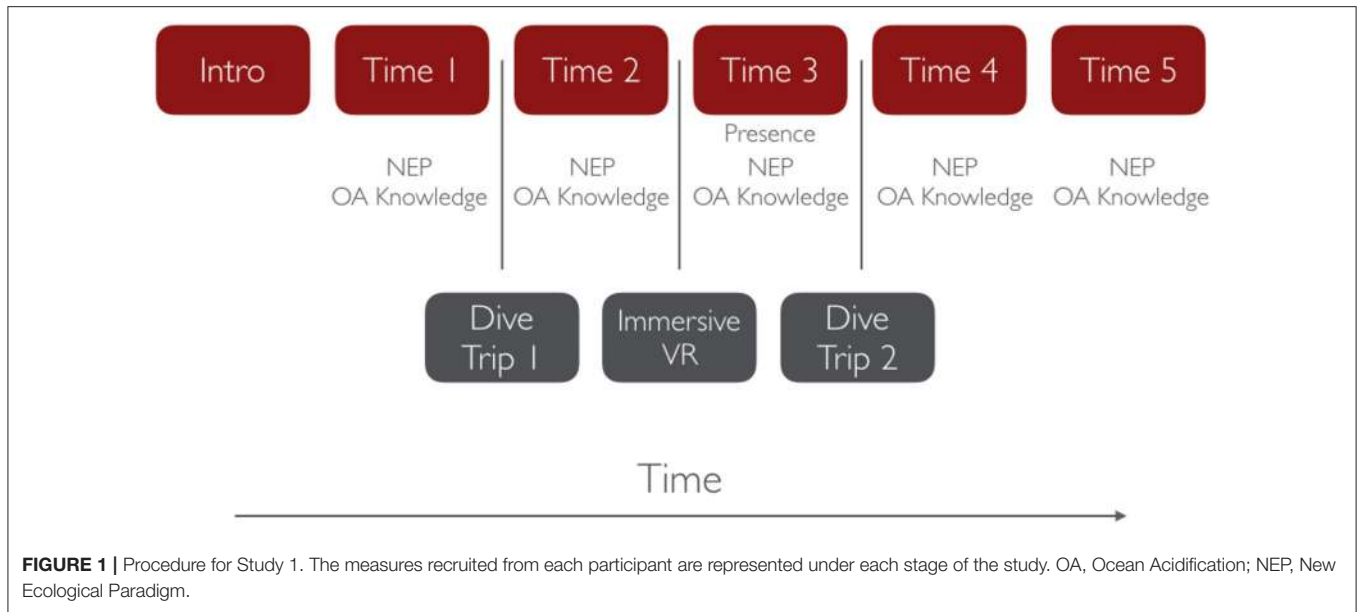 Intro
Time 1
Time 2
Time 3
Time 4
Time 5
NEP
OA Knowledge
NEP
OA Knowledge
Presence
NEP
OA Knowledge
NEP
OA Knowledge
NEP
OA Knowledge
Dive
Trip 1
Immersive
VR
Dive
Trip 2
Time
FIGURE 1 | Procedure for Study 1. The measures recruited from each participant are represented under each stage of the study. OA, Ocean Acidification; NEP, New
Ecological Paradigm.